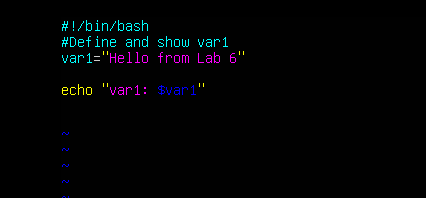 #!/bin/bash
#Define and show var1
var1="Hello from Lab 6"
echo "var1: $var1"
~
~
~
~
~